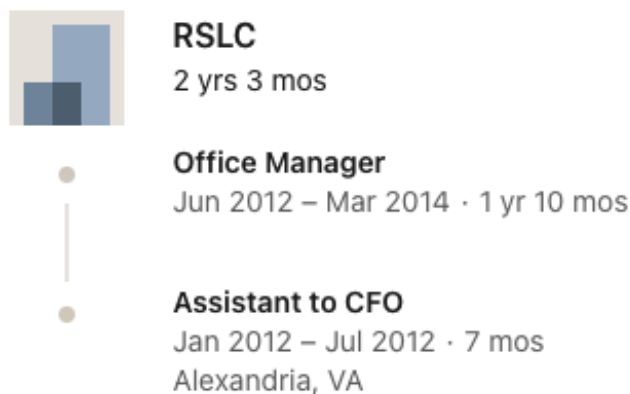 RSLC
2 yrs 3 mos
Office Manager
Jun 2012 – Mar 2014 · 1 yr 10 mos
Assistant to CFO
Jan 2012 – Jul 2012 · 7 mos
Alexandria, VA